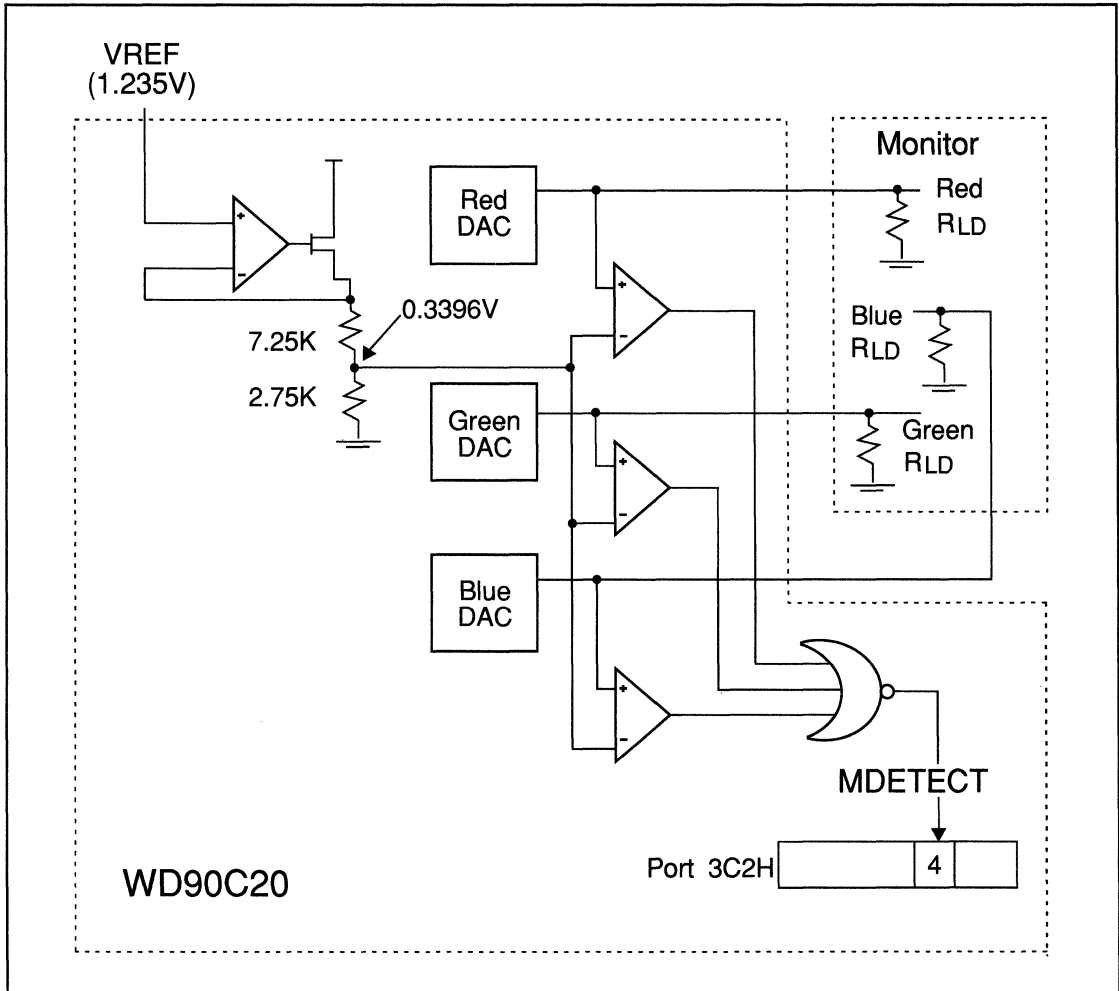 VREF
(1.235V)
Monitor
Red
DAC
Red
RLD
+
-
0.3396V
+
-
7.25K
Blue
RLD
2.75K
Green
DAC
Green
RLD
+
-
Blue
DAC
+
-
MDETECT
Port 3C2H
4
WD90C20